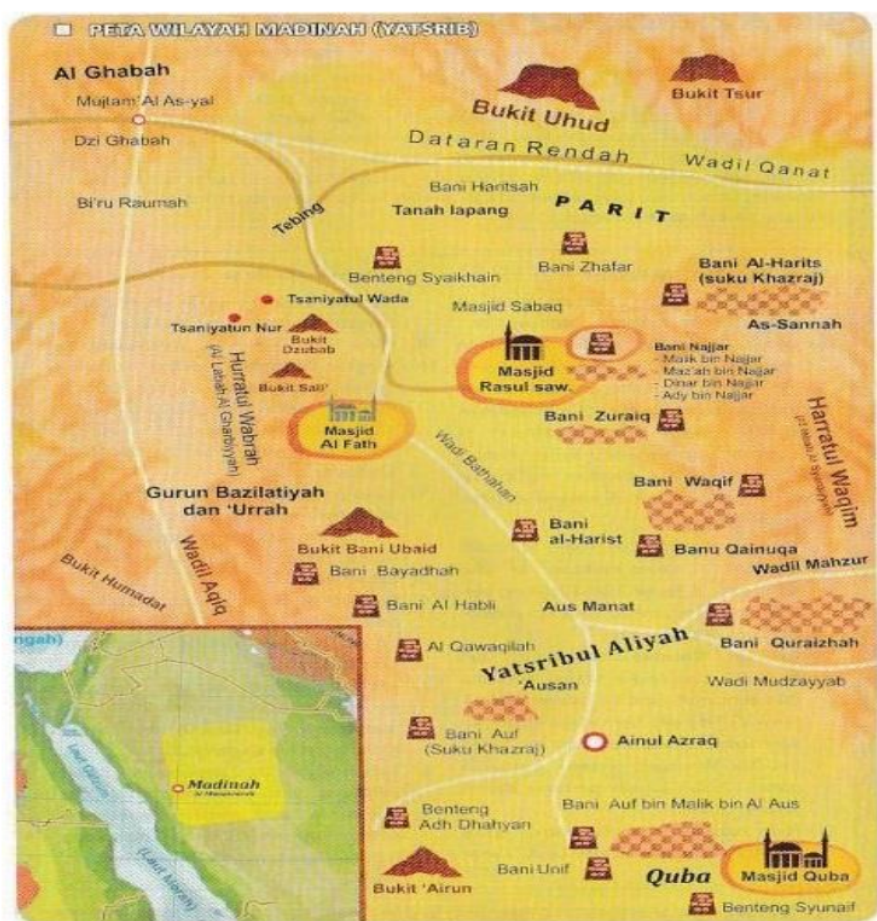 PETA WILAYAH MADINAH (YATSRIB)
Al Ghabah
Mujtam'Al As-yal
Dzi Ghabah
Bukit Uhud
Bukit Tsur
Dataran Rendah
Wadil Qanat
Bi'ru Raumah
Tebing
Bani Haritsah
Tanah lapang
PARIT
Benteng Syaikhain
Bani Zhafar
Bani Al-Harits
(suku Khazraj)
As-Sannah
Tsaniyatul Wada
Masjid Sabaq
Tsaniyatun Nur
Bukit
Dzubab
Bukit Sali'
Masjid
Rasul saw.
Bani Najjar
- Malik bin Najjar
- Maz'ah bin Najjar
- Dinar bin Najjar
- Ady bin Najjar
Hurratul Wabrah
(Al Labah Al Gharbiyyah)
Masjid
Al Fath
Bani Zuraiq
Wadi Bathahan
Harratul Waqim
Gurun Bazilatiyah
dan 'Urrah
Bani Waqif
Bukit Bani Ubaid
Bani
al-Harist
Banu Qainuqa
Wadil Mahzur
Bukit Humadat
Wadil Aqiq
Bani Bayadhah
Bani Al Habli
Aus Manat
Bani Quraizhah
Al Qawaqilah
Yatsribul Aliyah
'Ausan
Wadi Mudzayyab
Bani Auf
(Suku Khazraj)
Ainul Azraq
ngah)
Madinah
(Laut Merah)
Benteng
Adh Dhahyan
Bani Auf bin Malik bin Al Aus
Bukit 'Airun
Bani Unif
Quba
Masjid Quba
Benteng Syunaif